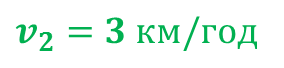 v₂ = 3 км/год